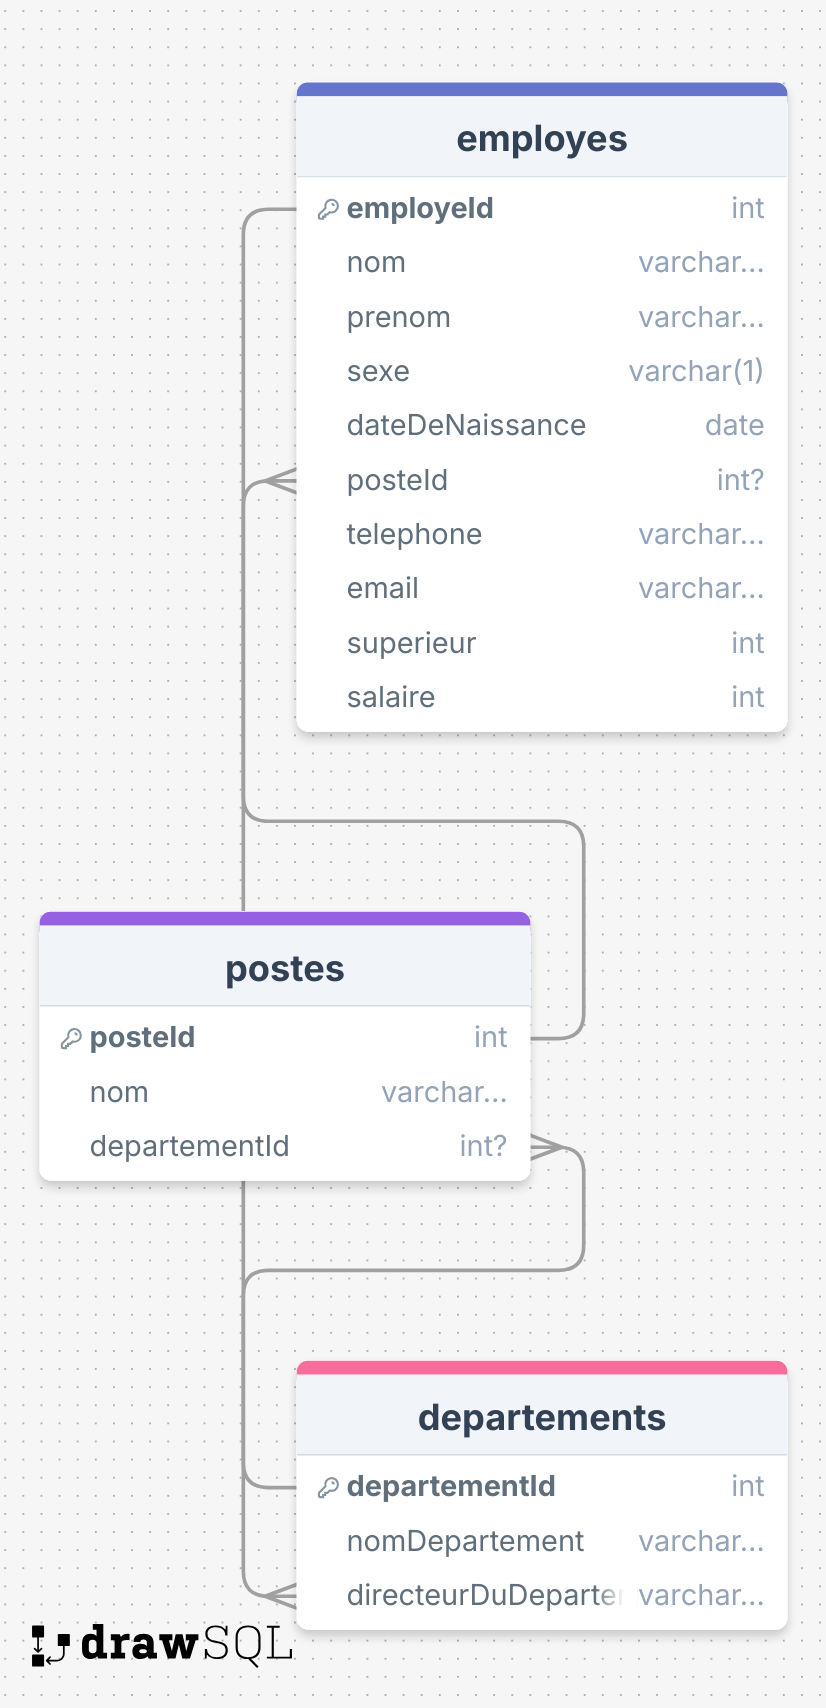 employes
employeId int
nom varchar...
prenom varchar...
sexe varchar(1)
dateDeNaissance date
posteId int?
telephone varchar...
email varchar...
superieur int
salaire int
postes
posteId int
nom varchar...
departementId int?
departements
departementId int
nomDepartement varchar...
directeurDuDeparte varchar...
drawSQL